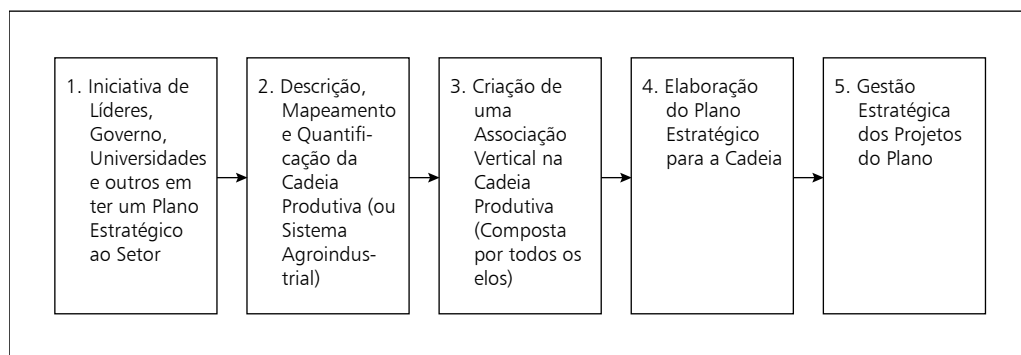 1. Iniciativa de
Líderes,
Governo,
Universidades
e outros em
ter um Plano
Estratégico
ao Setor
2. Descrição,
Mapeamento
e Quantifi-
cação da
Cadeia
Produtiva (ou
Sistema
Agroindus-
trial)
3. Criação de
uma
Associação
Vertical na
Cadeia
Produtiva
(Composta
por todos os
elos)
4. Elaboração
do Plano
Estratégico
para a Cadeia
5. Gestão
Estratégica
dos Projetos
do Plano